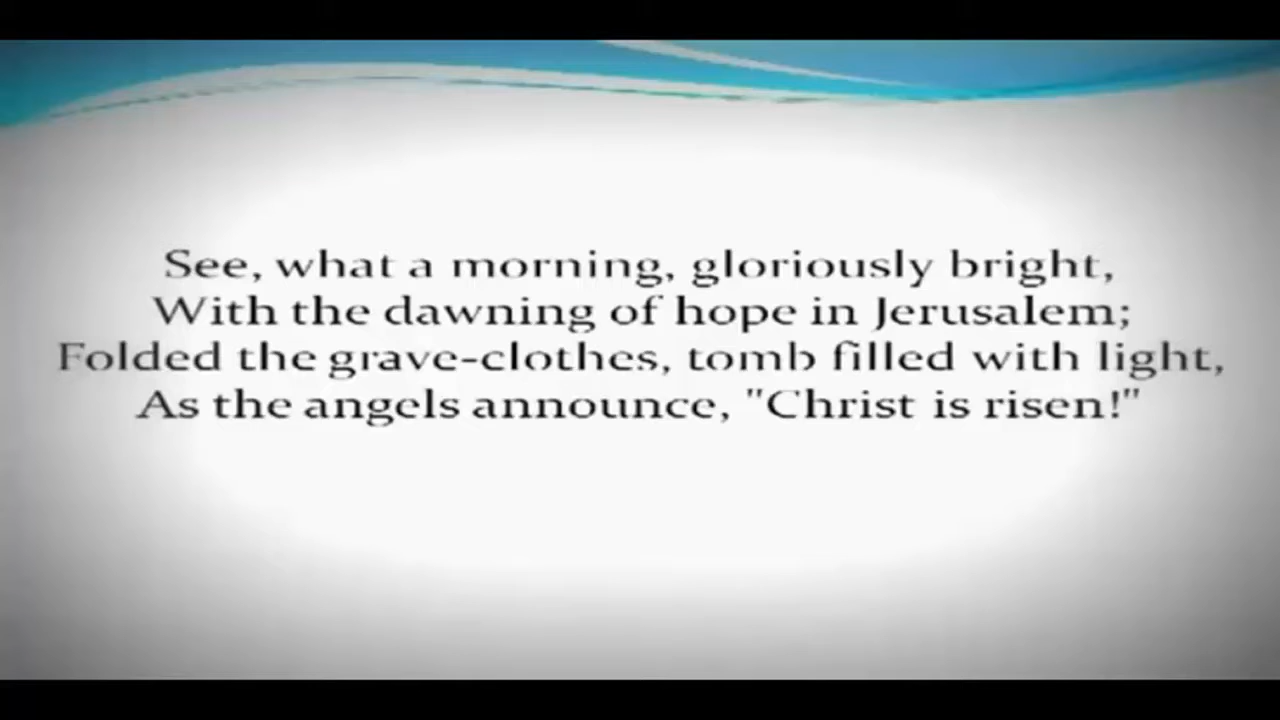 See, what a morning, gloriously bright,
With the dawning of hope in Jerusalem;
Folded the grave-clothes, tomb filled with light,
As the angels announce, "Christ is risen!"